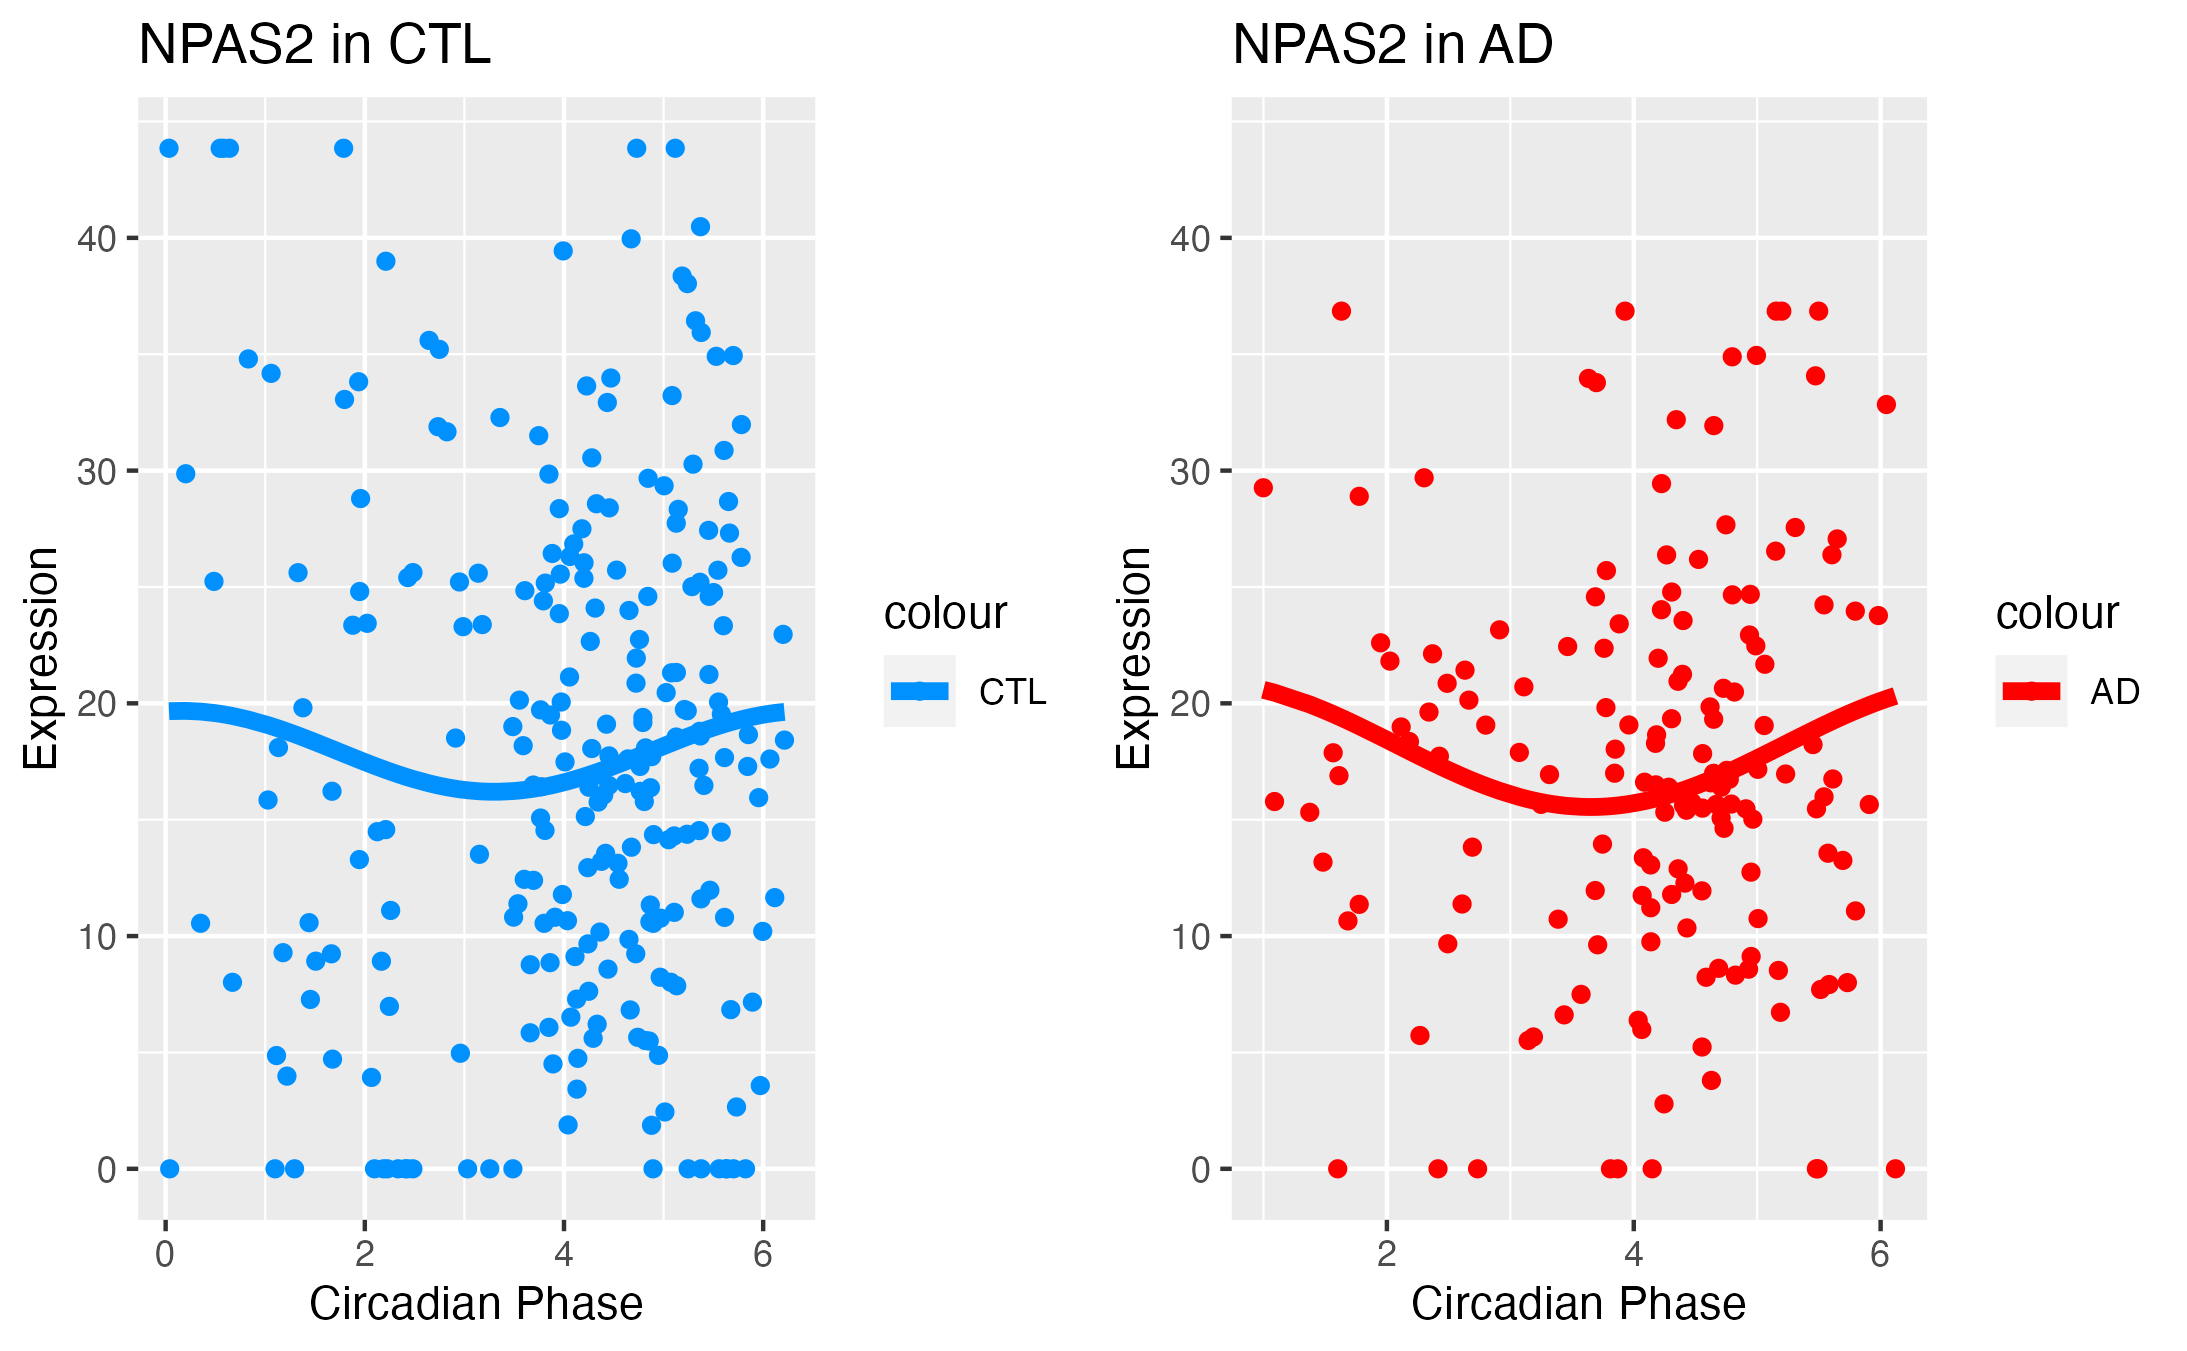 NPAS2 in CTL
Expression
40
30
20
10
0
0 2 4 6
Circadian Phase
colour
CTL
NPAS2 in AD
Expression
40
30
20
10
0
2 4 6
Circadian Phase
colour
AD